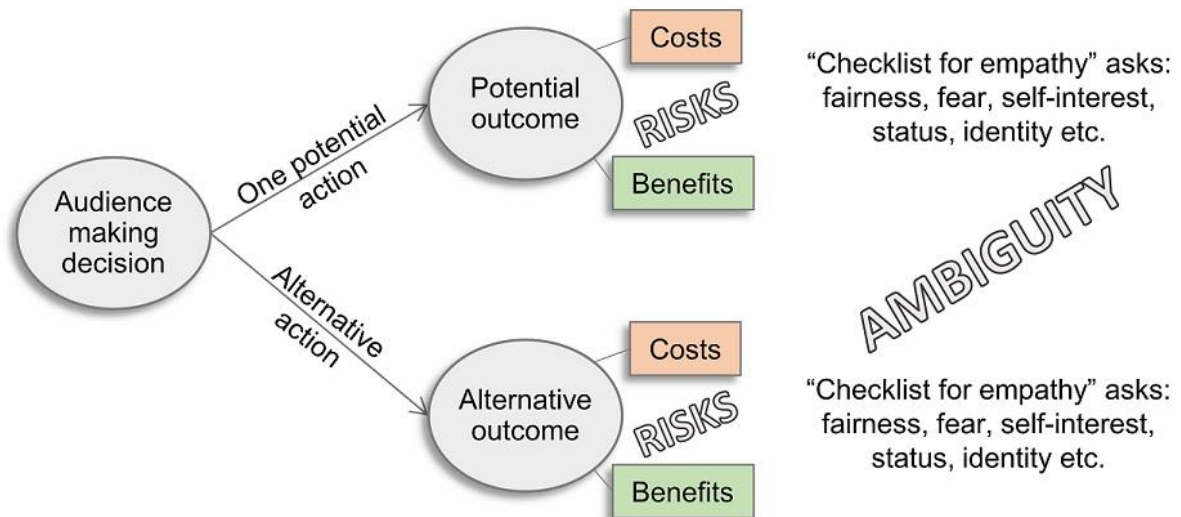 Costs
Potential
outcome
RISKS
Benefits
"Checklist for empathy" asks:
fairness, fear, self-interest,
status, identity etc.
One potential
action
Audience
making
decision
AMBIGUITY
Alternative
action
Costs
Alternative
outcome
RISKS
Benefits
"Checklist for empathy" asks:
fairness, fear, self-interest,
status, identity etc.